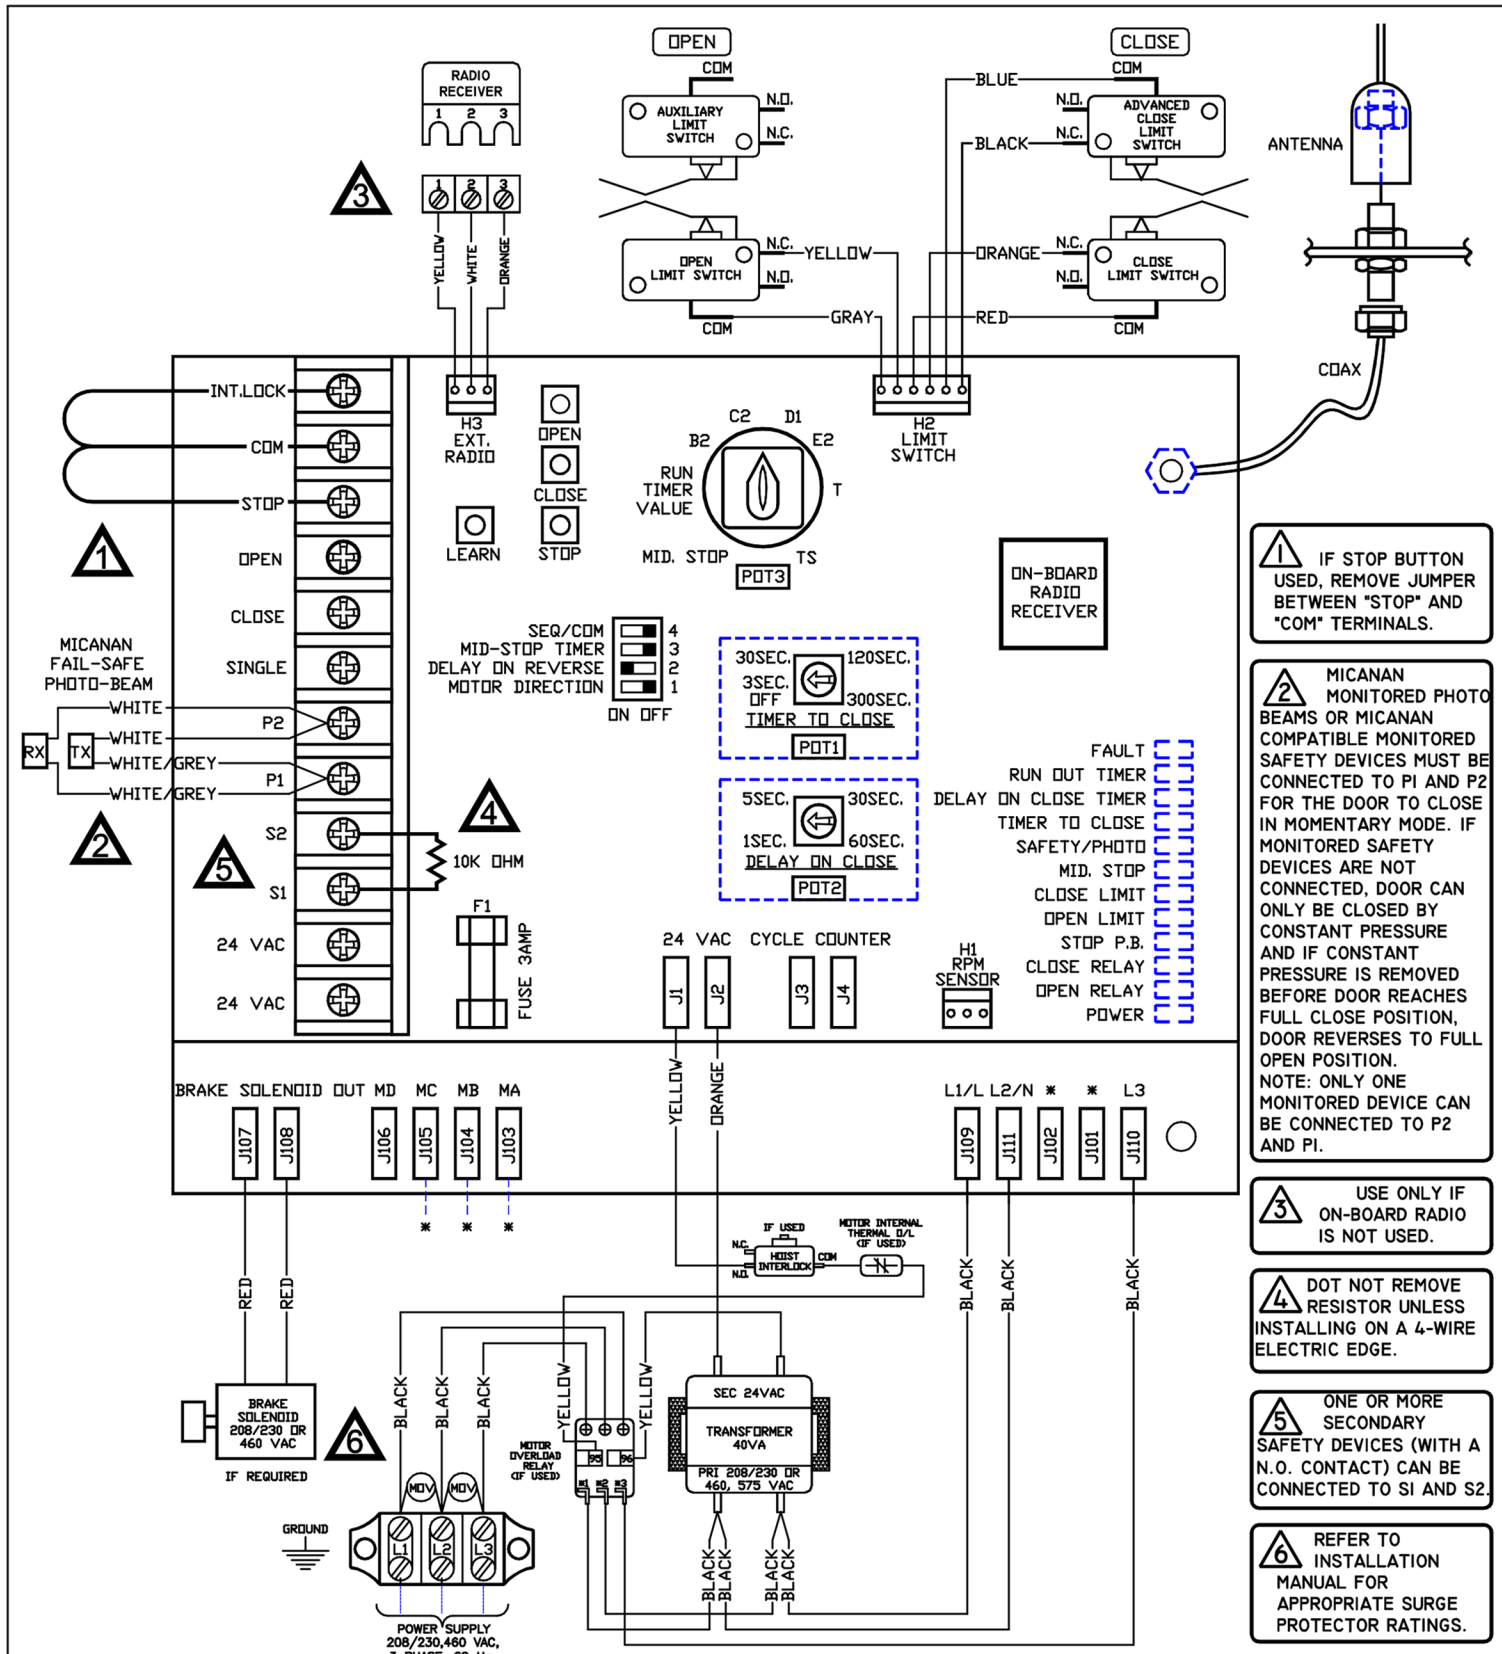 OPEN
CLOSE
RADIO
RECEIVER
1 2 3
1 2 3
3
YELLOW
WHITE
ORANGE
COM
AUXILIARY
LIMIT
SWITCH
N.O.
N.C.
OPEN
LIMIT SWITCH
N.C.
N.O.
COM
YELLOW
GRAY
BLUE
BLACK
ORANGE
RED
COM
N.O.
N.C.
ADVANCED
CLOSE
LIMIT
SWITCH
N.C.
N.O.
CLOSE
LIMIT SWITCH
COM
ANTENNA
COAX
INT.LOCK
COM
STOP
1
OPEN
CLOSE
SINGLE
P2
P1
S2
S1
24 VAC
24 VAC
MICANAN
FAIL-SAFE
PHOTO-BEAM
WHITE
WHITE
WHITE/GREY
WHITE/GREY
RX
TX
2
5
4
10K OHM
F1
FUSE 3AMP
H3
EXT.
RADIO
OPEN
CLOSE
STOP
LEARN
C2 D1
B2 E2
RUN
TIMER
VALUE
T
MID. STOP
TS
POT3
H2
LIMIT
SWITCH
ON-BOARD
RADIO
RECEIVER
SEQ/COM 4
MID-STOP TIMER 3
DELAY ON REVERSE 2
MOTOR DIRECTION 1
ON OFF
30SEC. 120SEC.
3SEC.
OFF 300SEC.
TIMER TO CLOSE
POT1
5SEC. 30SEC.
1SEC. 60SEC.
DELAY ON CLOSE
POT2
FAULT
RUN OUT TIMER
DELAY ON CLOSE TIMER
TIMER TO CLOSE
SAFETY/PHOTO
MID. STOP
CLOSE LIMIT
OPEN LIMIT
STOP P.B.
CLOSE RELAY
OPEN RELAY
POWER
24 VAC CYCLE COUNTER
J1 J2 J3 J4
H1
RPM
SENSOR
YELLOW
ORANGE
BRAKE SOLENOID OUT MD MC MB MA
J107 J108 J106 J105 J104 J103
* * *
L1/L L2/N * * L3
J109 J111 J102 J101 J110
RED
RED
BRAKE
SOLENOID
208/230 OR
460 VAC
IF REQUIRED
6
IF USED
N.C.
N.O.
HOIST
INTERLOCK
COM
MOTOR INTERNAL
THERMAL O/L
(IF USED)
BLACK
BLACK
BLACK
BLACK
BLACK
BLACK
YELLOW
YELLOW
MOV MOV
MOTOR
OVERLOAD
RELAY
(IF USED)
95 96
*1 *2 *3
SEC 24VAC
TRANSFORMER
40VA
PRI 208/230 OR
460, 575 VAC
BLACK
BLACK
BLACK
BLACK
GROUND
L1 L2 L3
POWER SUPPLY
208/230,460 VAC,
1 IF STOP BUTTON
USED, REMOVE JUMPER
BETWEEN "STOP" AND
"COM" TERMINALS.
2 MICANAN
MONITORED PHOTO
BEAMS OR MICANAN
COMPATIBLE MONITORED
SAFETY DEVICES MUST BE
CONNECTED TO P1 AND P2
FOR THE DOOR TO CLOSE
IN MOMENTARY MODE. IF
MONITORED SAFETY
DEVICES ARE NOT
CONNECTED, DOOR CAN
ONLY BE CLOSED BY
CONSTANT PRESSURE
AND IF CONSTANT
PRESSURE IS REMOVED
BEFORE DOOR REACHES
FULL CLOSE POSITION,
DOOR REVERSES TO FULL
OPEN POSITION.
NOTE: ONLY ONE
MONITORED DEVICE CAN
BE CONNECTED TO P2
AND P1.
3 USE ONLY IF
ON-BOARD RADIO
IS NOT USED.
4 DOT NOT REMOVE
RESISTOR UNLESS
INSTALLING ON A 4-WIRE
ELECTRIC EDGE.
5 ONE OR MORE
SECONDARY
SAFETY DEVICES (WITH A
N.O. CONTACT) CAN BE
CONNECTED TO S1 AND S2.
6 REFER TO
INSTALLATION
MANUAL FOR
APPROPRIATE SURGE
PROTECTOR RATINGS.